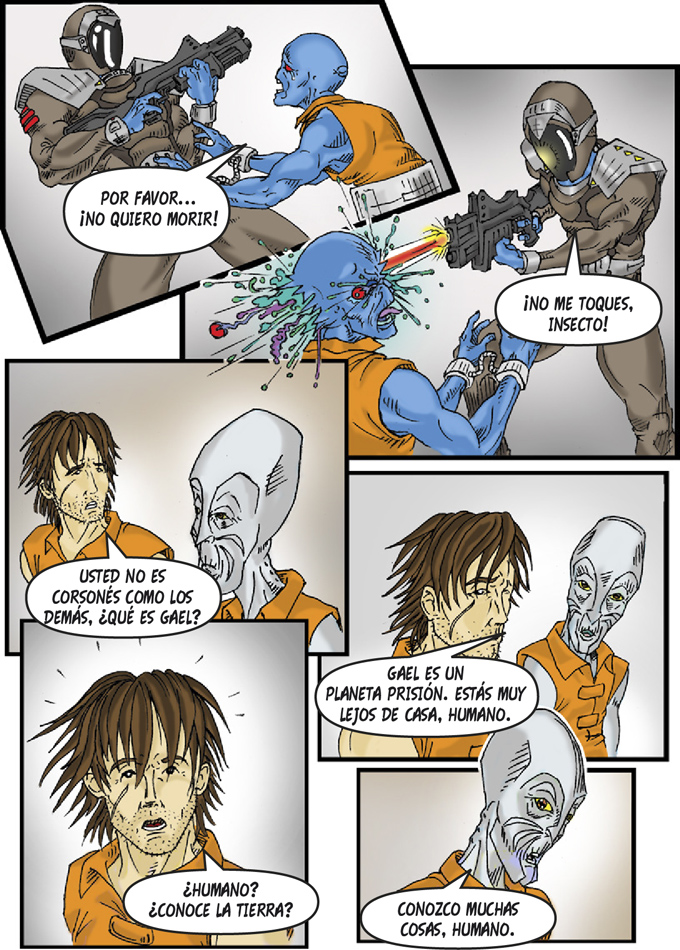 POR FAVOR...
¡NO QUIERO MORIR!
¡NO ME TOQUES,
INSECTO!
USTED NO ES
CORSONÉS COMO LOS
DEMÁS, ¿QUÉ ES GAEL?
GAEL ES UN
PLANETA PRISIÓN. ESTÁS MUY
LEJOS DE CASA, HUMANO.
¿HUMANO?
¿CONOCE LA TIERRA?
CONOZCO MUCHAS
COSAS, HUMANO.